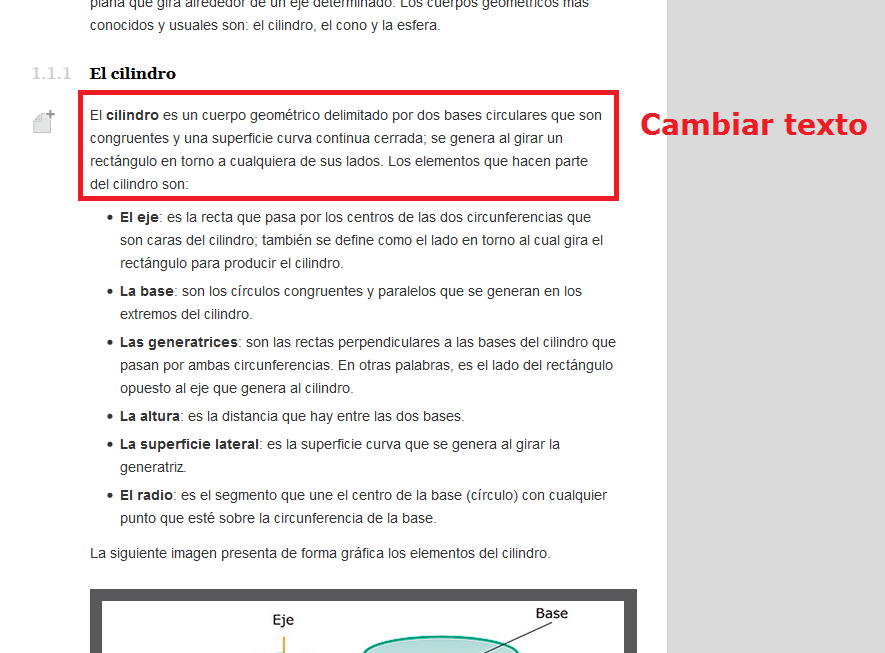 plana que gira alrededor de un eje determinado. Los cuerpos geométricos más
conocidos y usuales son: el cilindro, el cono y la esfera.
1.1.1 El cilindro
El cilindro es un cuerpo geométrico delimitado por dos bases circulares que son
congruentes y una superficie curva continua cerrada; se genera al girar un
rectángulo en torno a cualquiera de sus lados. Los elementos que hacen parte
del cilindro son:
Cambiar texto
• El eje: es la recta que pasa por los centros de las dos circunferencias que
son caras del cilindro; también se define como el lado en torno al cual gira el
rectángulo para producir el cilindro.
• La base: son los círculos congruentes y paralelos que se generan en los
extremos del cilindro.
• Las generatrices: son las rectas perpendiculares a las bases del cilindro que
pasan por ambas circunferencias. En otras palabras, es el lado del rectángulo
opuesto al eje que genera al cilindro.
• La altura: es la distancia que hay entre las dos bases.
• La superficie lateral: es la superficie curva que se genera al girar la
generatriz.
• El radio: es el segmento que une el centro de la base (círculo) con cualquier
punto que esté sobre la circunferencia de la base.
La siguiente imagen presenta de forma gráfica los elementos del cilindro.
Eje
Base